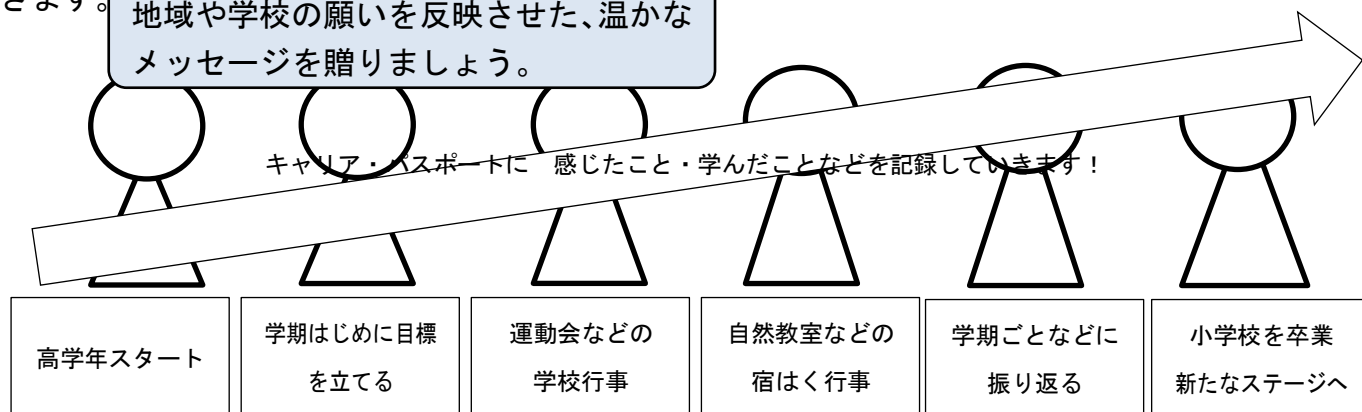 きます。
地域や学校の願いを反映させた、温かな
メッセージを贈りましょう。
キャリア・パスポートに　感じたこと・学んだことなどを記録していきます！
高学年スタート
学期はじめに目標
を立てる
運動会などの
学校行事
自然教室などの
宿はく行事
学期ごとなどに
振り返る
小学校を卒業
新たなステージへ